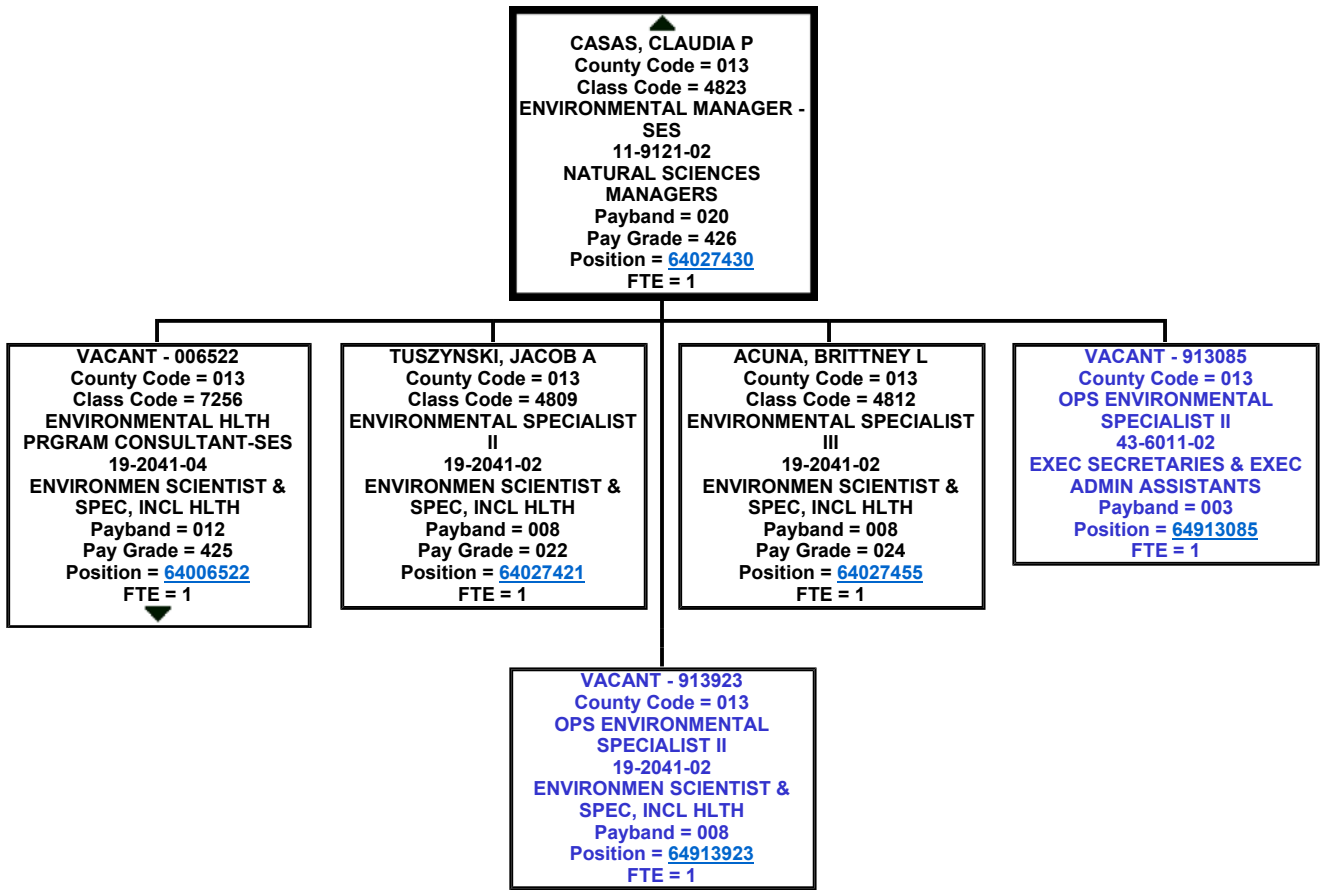 CASAS, CLAUDIA P
County Code = 013
Class Code = 4823
ENVIRONMENTAL MANAGER -
SES
11-9121-02
NATURAL SCIENCES
MANAGERS
Payband = 020
Pay Grade = 426
Position = 64027430
FTE = 1
VACANT - 006522
County Code = 013
Class Code = 7256
ENVIRONMENTAL HLTH
PRGRAM CONSULTANT-SES
19-2041-04
ENVIRONMEN SCIENTIST &
SPEC, INCL HLTH
Payband = 012
Pay Grade = 425
Position = 64006522
FTE = 1
TUSZYNSKI, JACOB A
County Code = 013
Class Code = 4809
ENVIRONMENTAL SPECIALIST
II
19-2041-02
ENVIRONMEN SCIENTIST &
SPEC, INCL HLTH
Payband = 008
Pay Grade = 022
Position = 64027421
FTE = 1
ACUNA, BRITTNEY L
County Code = 013
Class Code = 4812
ENVIRONMENTAL SPECIALIST
III
19-2041-02
ENVIRONMEN SCIENTIST &
SPEC, INCL HLTH
Payband = 008
Pay Grade = 024
Position = 64027455
FTE = 1
VACANT - 913085
County Code = 013
OPS ENVIRONMENTAL
SPECIALIST II
43-6011-02
EXEC SECRETARIES & EXEC
ADMIN ASSISTANTS
Payband = 003
Position = 64913085
FTE = 1
VACANT - 913923
County Code = 013
OPS ENVIRONMENTAL
SPECIALIST II
19-2041-02
ENVIRONMEN SCIENTIST &
SPEC, INCL HLTH
Payband = 008
Position = 64913923
FTE = 1